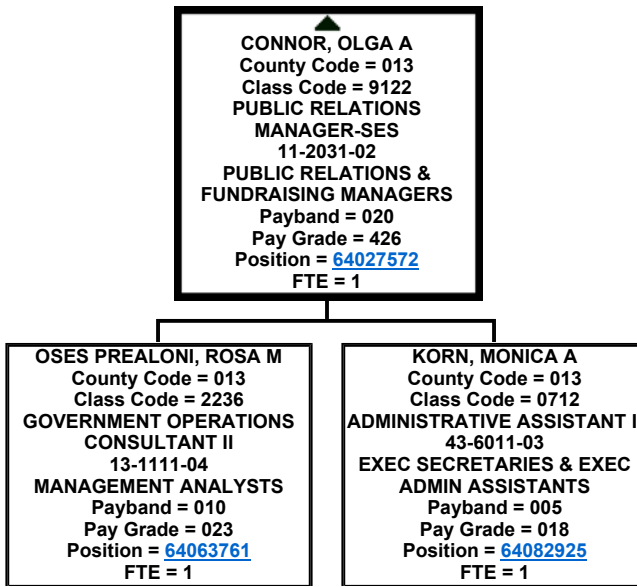 CONNOR, OLGA A
County Code = 013
Class Code = 9122
PUBLIC RELATIONS
MANAGER-SES
11-2031-02
PUBLIC RELATIONS &
FUNDRAISING MANAGERS
Payband = 020
Pay Grade = 426
Position = 64027572
FTE = 1
OSES PREALONI, ROSA M
County Code = 013
Class Code = 2236
GOVERNMENT OPERATIONS
CONSULTANT II
13-1111-04
MANAGEMENT ANALYSTS
Payband = 010
Pay Grade = 023
Position = 64063761
FTE = 1
KORN, MONICA A
County Code = 013
Class Code = 0712
ADMINISTRATIVE ASSISTANT I
43-6011-03
EXEC SECRETARIES & EXEC
ADMIN ASSISTANTS
Payband = 005
Pay Grade = 018
Position = 64082925
FTE = 1